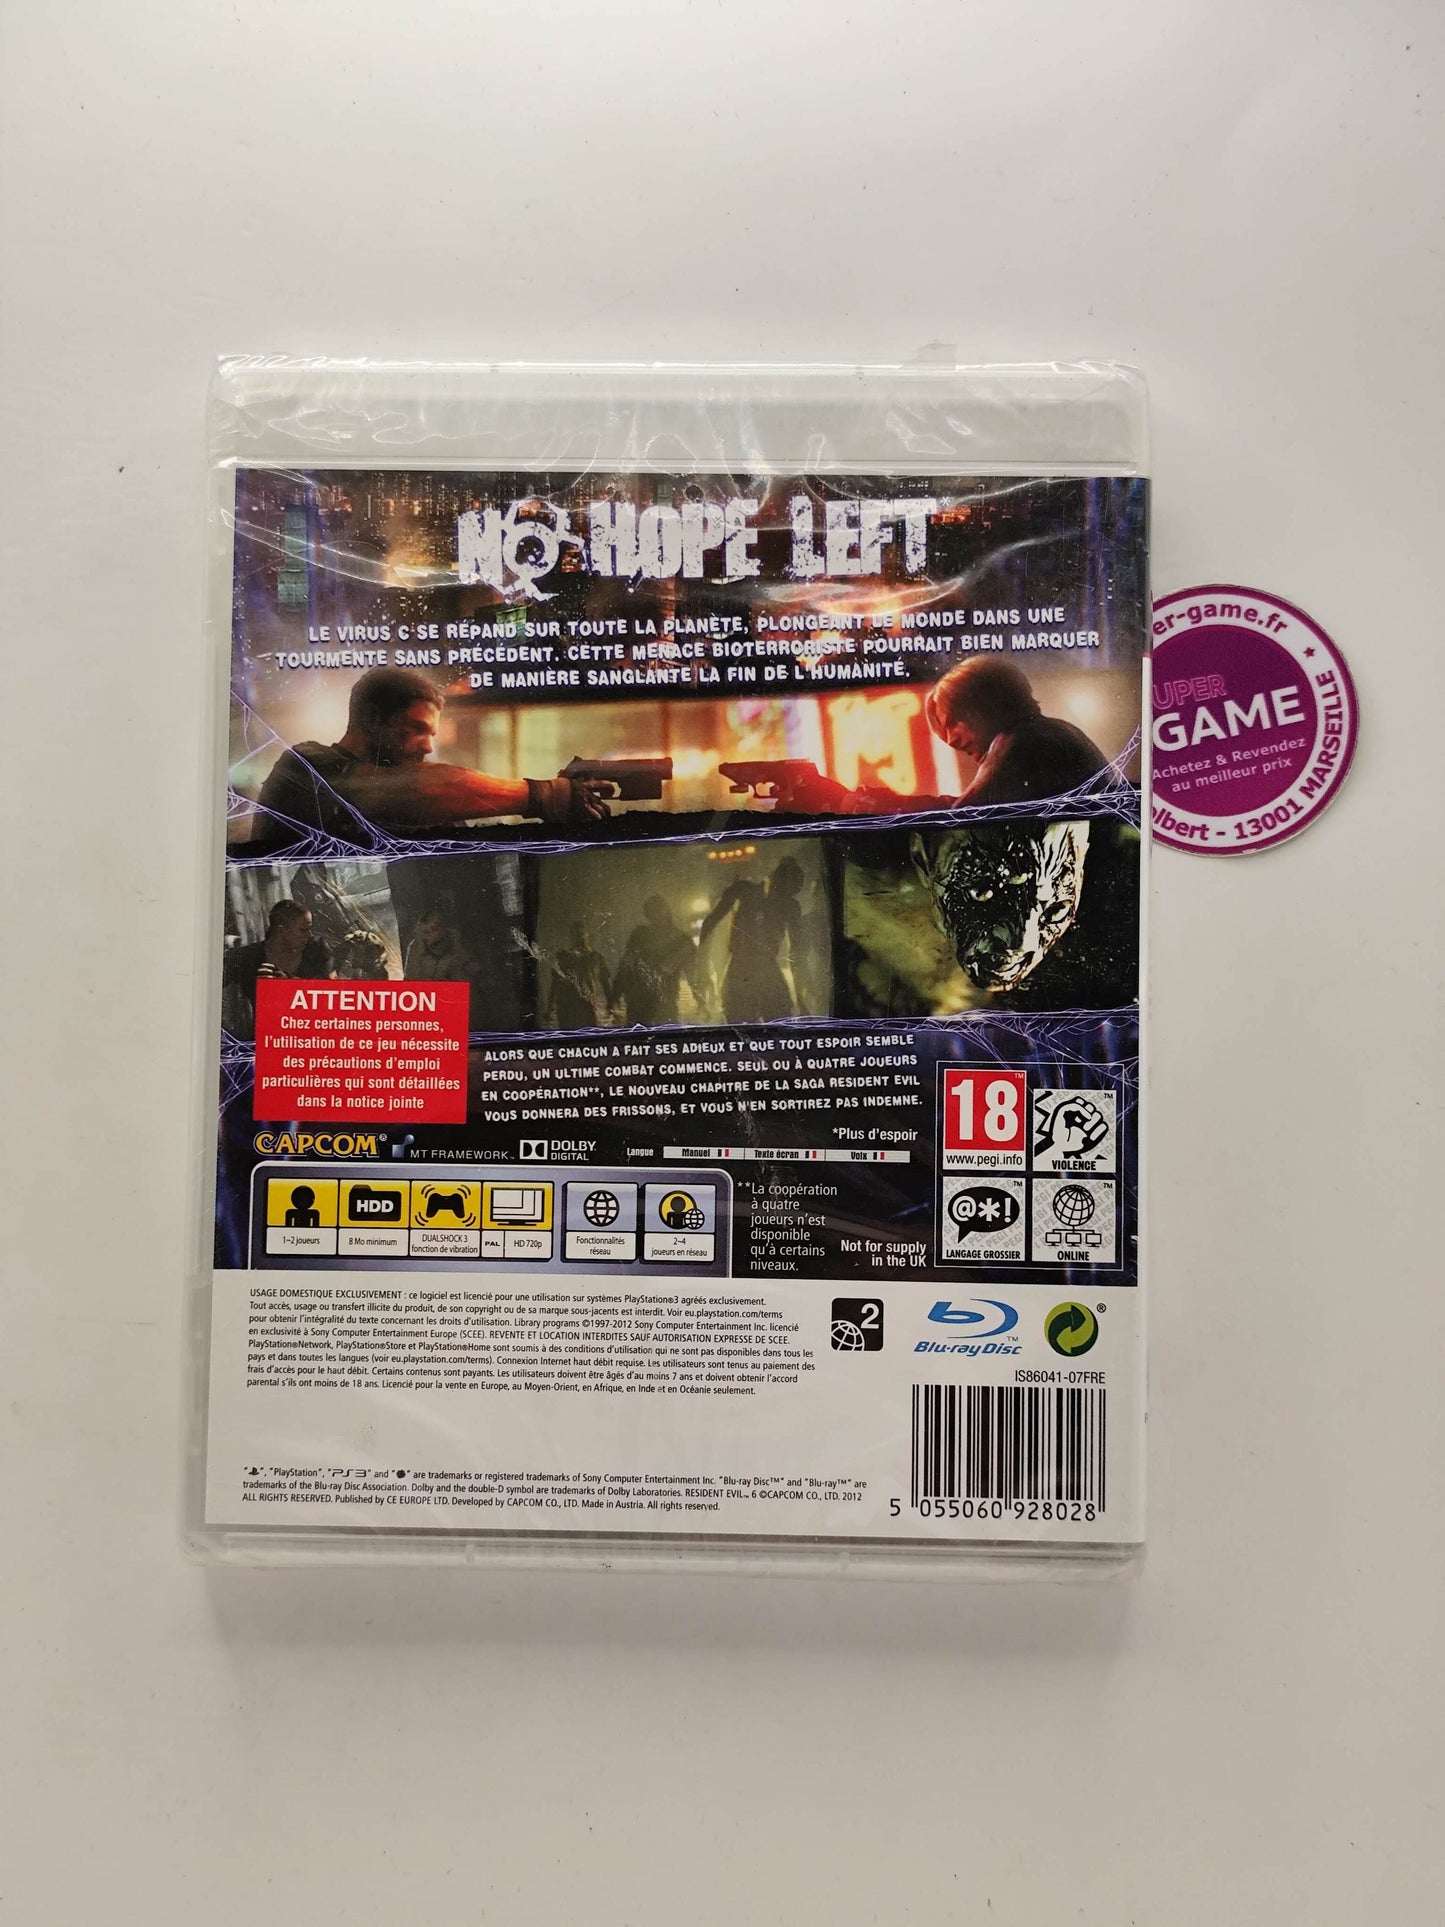 NO HOPE LEFT*
LE VIRUS C SE RÉPAND SUR TOUTE LA PLANÈTE, PLONGEANT LE MONDE DANS UNE
TOURMENTE SANS PRÉCÉDENT. CETTE MENACE BIOTERRORISTE POURRAIT BIEN MARQUER
DE MANIÈRE SANGLANTE LA FIN DE L'HUMANITÉ.
er-game.fr
SUPER
GAME
Achetez & Revendez
au meilleur prix
olbert - 13001 MARSEILLE ★
ATTENTION
Chez certaines personnes,
l'utilisation de ce jeu nécessite
des précautions d'emploi
particulières qui sont détaillées
dans la notice jointe
ALORS QUE CHACUN A FAIT SES ADIEUX ET QUE TOUT ESPOIR SEMBLE
PERDU, UN ULTIME COMBAT COMMENCE. SEUL OU À QUATRE JOUEURS
EN COOPÉRATION**, LE NOUVEAU CHAPITRE DE LA SAGA RESIDENT EVIL
VOUS DONNERA DES FRISSONS, ET VOUS N'EN SORTIREZ PAS INDEMNE.
*Plus d'espoir
CAPCOM® MT FRAMEWORK™ DOLBY DIGITAL Langue Manuel Texte écran Voix
1-2 joueurs
HDD
8 Mo minimum
DUALSHOCK 3
fonction de vibration
PAL HD 720p
Fonctionnalités
réseau
2-4
joueurs en réseau
**La coopération
à quatre
joueurs n'est
disponible
qu'à certains
niveaux.
Not for supply
in the UK
18™
www.pegi.info
VIOLENCE
@*!
LANGAGE GROSSIER
ONLINE
USAGE DOMESTIQUE EXCLUSIVEMENT : ce logiciel est licencié pour une utilisation sur systèmes PlayStation®3 agréés exclusivement.
Tout accès, usage ou transfert illicite du produit, de son copyright ou de sa marque sous-jacents est interdit. Voir eu.playstation.com/terms
pour obtenir l'intégralité du texte concernant les droits d'utilisation. Library programs ©1997-2012 Sony Computer Entertainment Inc. licencié
en exclusivité à Sony Computer Entertainment Europe (SCEE). REVENTE ET LOCATION INTERDITES SAUF AUTORISATION EXPRESSE DE SCEE.
PlayStation®Network, PlayStation®Store et PlayStation®Home sont soumis à des conditions d'utilisation qui ne sont pas disponibles dans tous les
pays et dans toutes les langues (voir eu.playstation.com/terms). Connexion Internet haut débit requise. Les utilisateurs sont tenus au paiement des
frais d'accès pour le haut débit. Certains contenus sont payants. Les utilisateurs doivent être âgés d'au moins 7 ans et doivent obtenir l'accord
parental s'ils ont moins de 18 ans. Licencié pour la vente en Europe, au Moyen-Orient, en Afrique, en Inde et en Océanie seulement.
2
Blu-ray Disc™
®
IS86041-07FRE
"PlayStation", "PS3" and " " are trademarks or registered trademarks of Sony Computer Entertainment Inc. "Blu-ray Disc™" and "Blu-ray™" are
trademarks of the Blu-ray Disc Association. Dolby and the double-D symbol are trademarks of Dolby Laboratories. RESIDENT EVIL™ 6 ©CAPCOM CO., LTD. 2012
ALL RIGHTS RESERVED. Published by CE EUROPE LTD. Developed by CAPCOM CO., LTD. Made in Austria. All rights reserved.
5 055060 928028